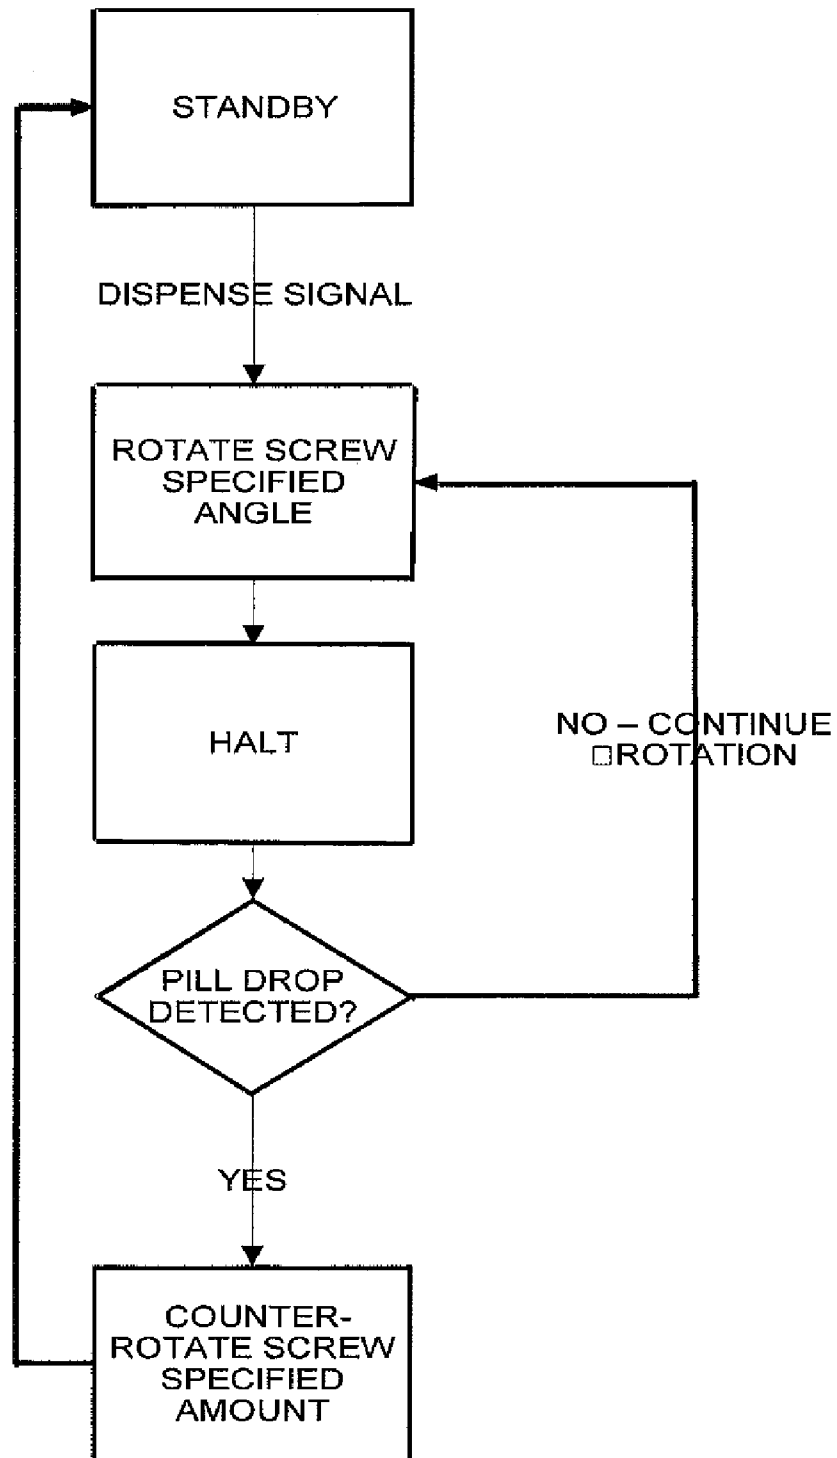 STANDBY
DISPENSE SIGNAL
ROTATE SCREW
SPECIFIED
ANGLE
HALT
NO – CONTINUE
□ROTATION
PILL DROP
DETECTED?
YES
COUNTER-
ROTATE SCREW
SPECIFIED
AMOUNT